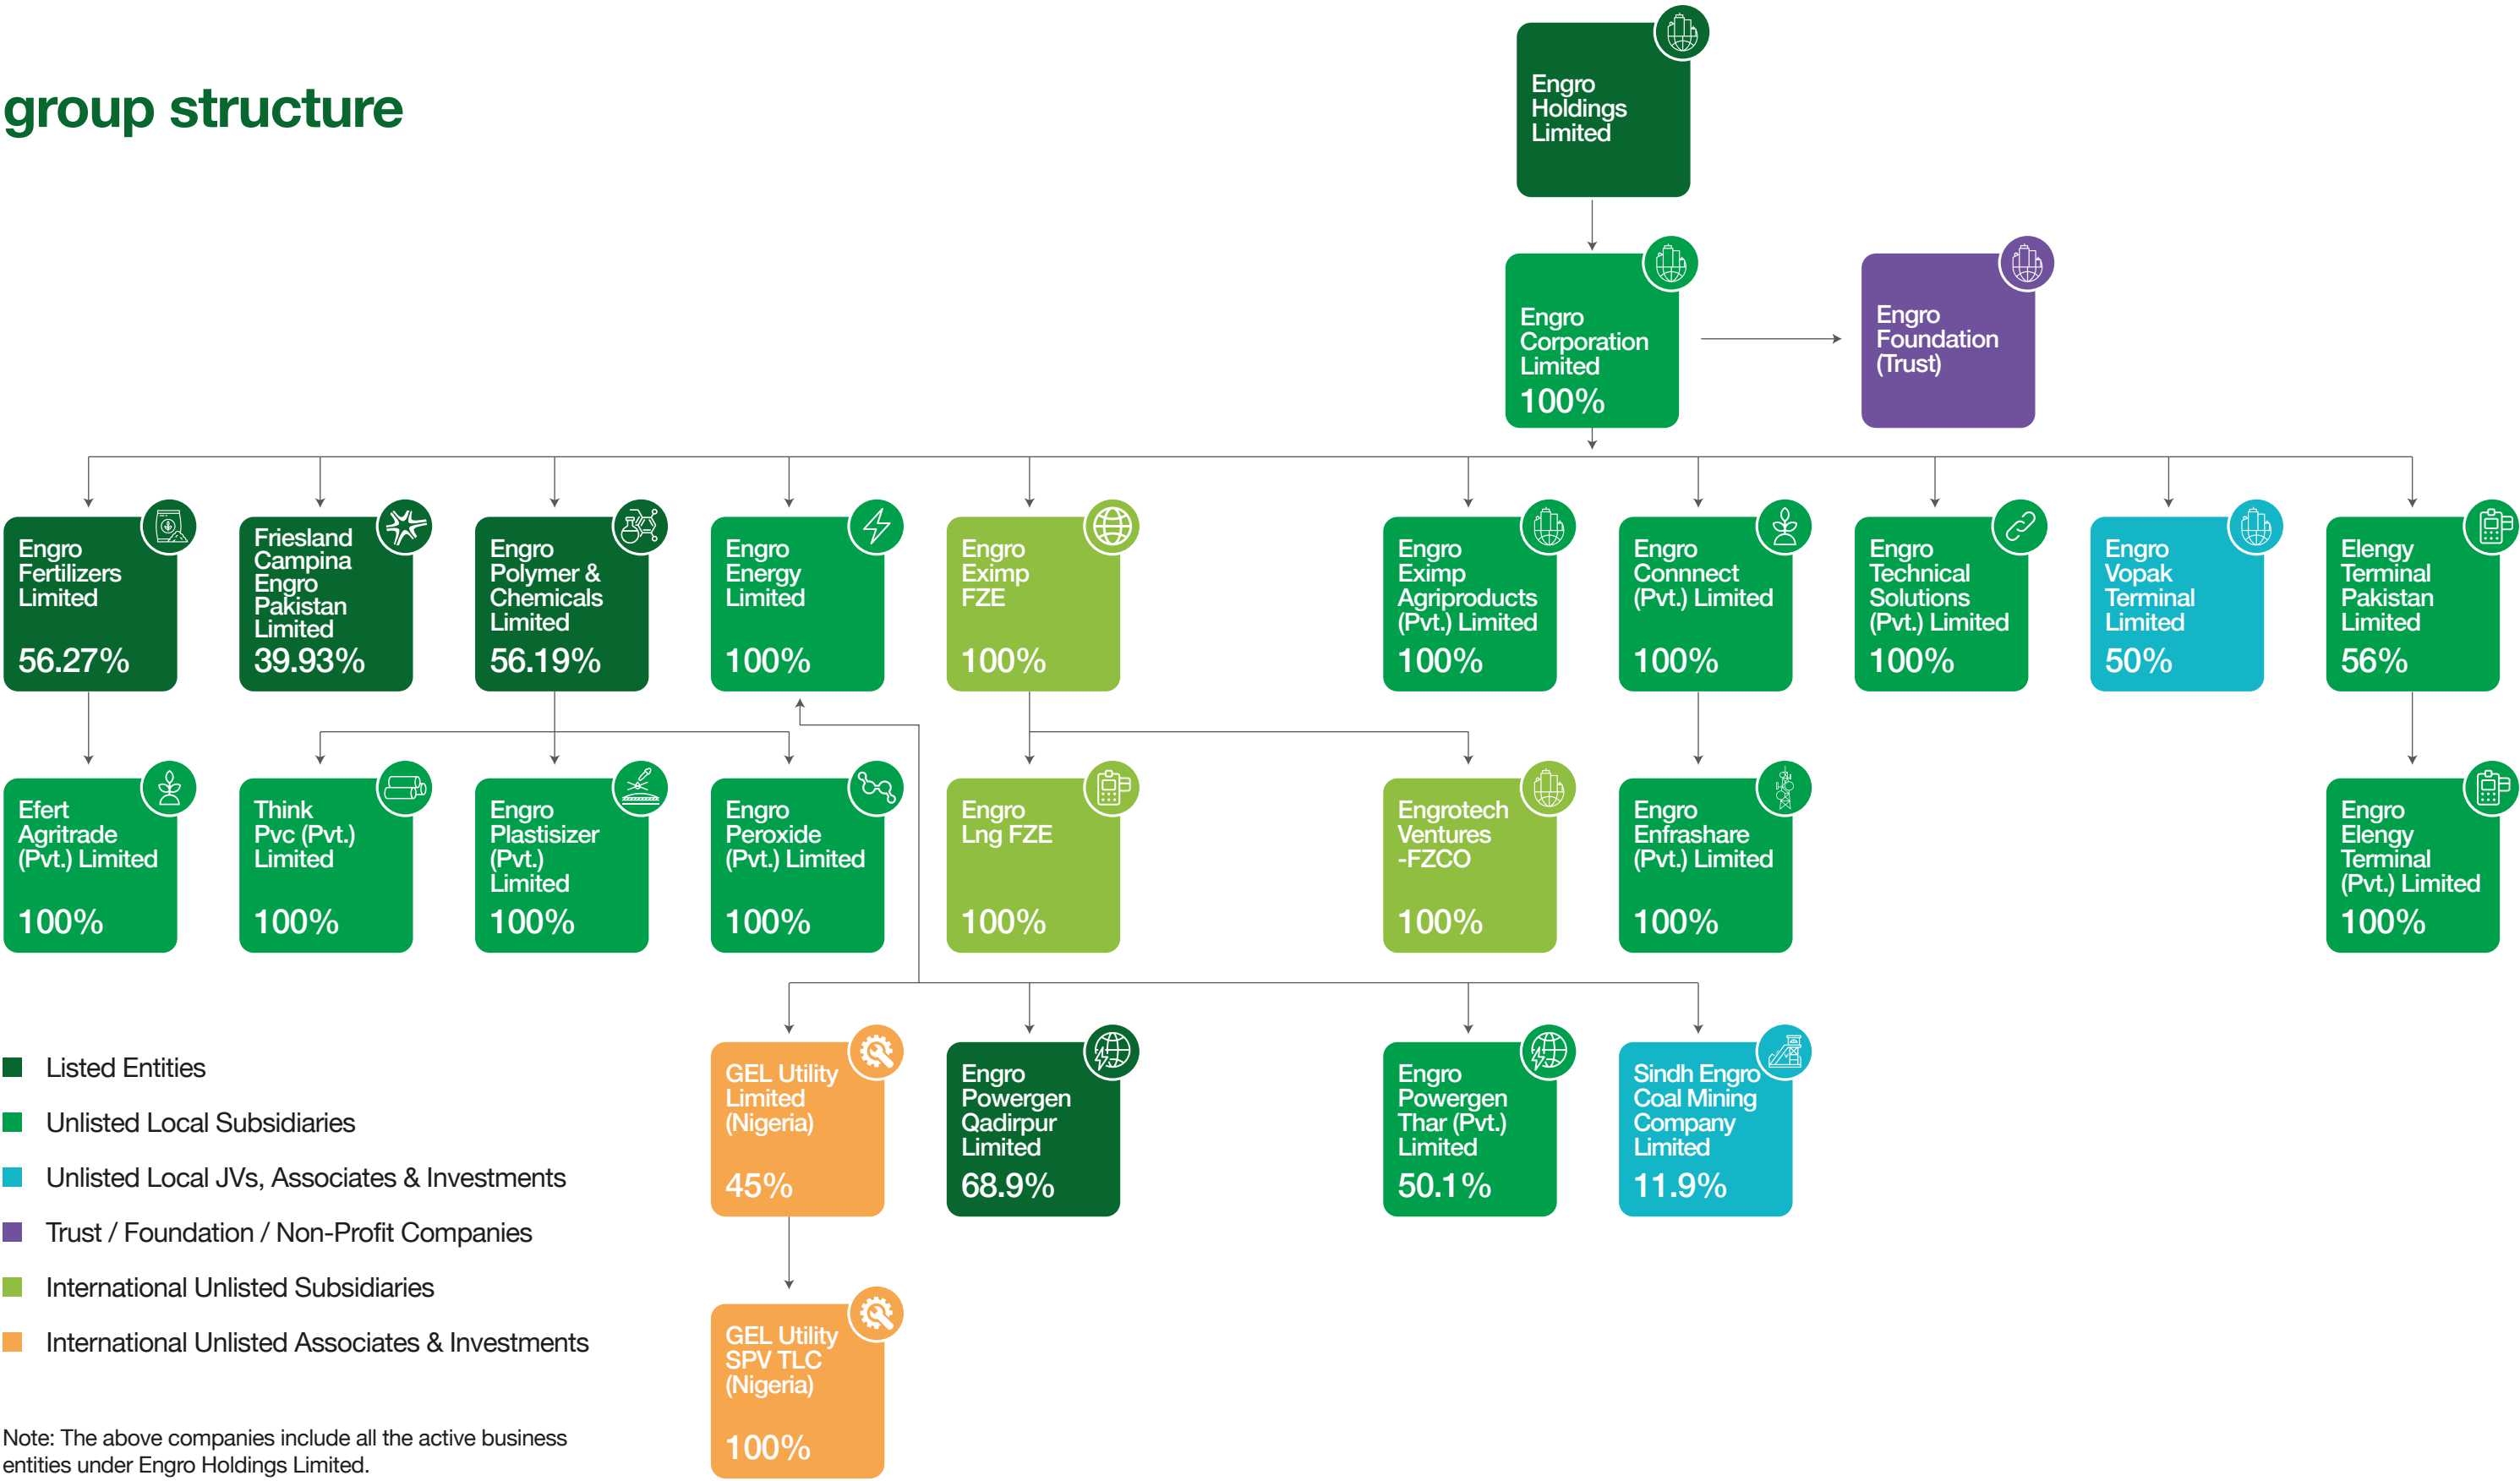 group structure
Engro
Holdings
Limited
Engro
Corporation
Limited
100%
Engro
Foundation
(Trust)
Engro
Fertilizers
Limited
56.27%
Friesland
Campina
Engro
Pakistan
Limited
39.93%
Engro
Polymer &
Chemicals
Limited
56.19%
Engro
Energy
Limited
100%
Engro
Eximp
FZE
100%
Engro
Eximp
Agriproducts
(Pvt.) Limited
100%
Engro
Connnect
(Pvt.) Limited
100%
Engro
Technical
Solutions
(Pvt.) Limited
100%
Engro
Vopak
Terminal
Limited
50%
Elengy
Terminal
Pakistan
Limited
56%
Efert
Agritrade
(Pvt.) Limited
100%
Think
Pvc (Pvt.)
Limited
100%
Engro
Plastisizer
(Pvt.)
Limited
100%
Engro
Peroxide
(Pvt.) Limited
100%
Engro
Lng FZE
100%
Engrotech
Ventures
-FZCO
100%
Engro
Enfrashare
(Pvt.) Limited
100%
Engro
Elengy
Terminal
(Pvt.) Limited
100%
GEL Utility
Limited
(Nigeria)
45%
Engro
Powergen
Qadirpur
Limited
68.9%
Engro
Powergen
Thar (Pvt.)
Limited
50.1%
Sindh Engro
Coal Mining
Company
Limited
11.9%
GEL Utility
SPV TLC
(Nigeria)
100%
Listed Entities
Unlisted Local Subsidiaries
Unlisted Local JVs, Associates & Investments
Trust / Foundation / Non-Profit Companies
International Unlisted Subsidiaries
International Unlisted Associates & Investments
Note: The above companies include all the active business
entities under Engro Holdings Limited.